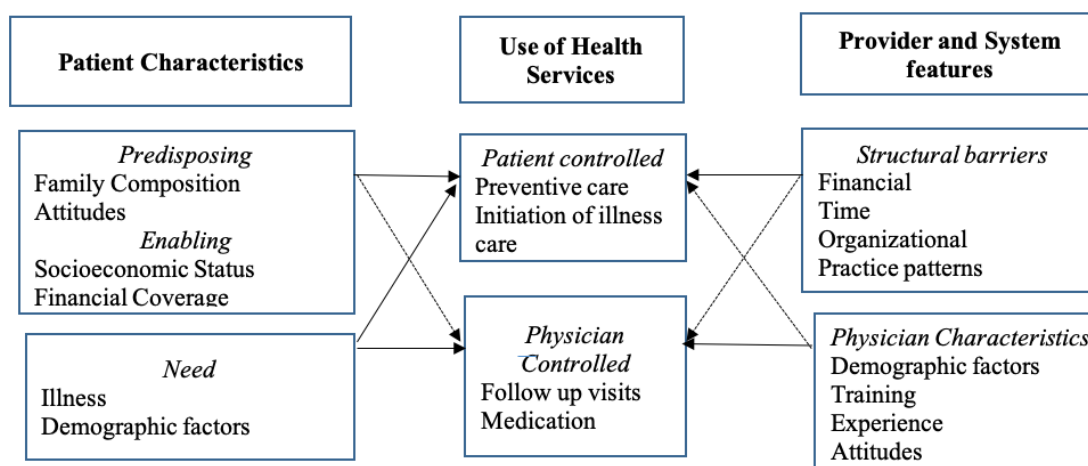 Patient Characteristics
Use of Health
Services
Provider and System
features
Predisposing
Family Composition
Attitudes
Enabling
Socioeconomic Status
Financial Coverage
Need
Illness
Demographic factors
Patient controlled
Preventive care
Initiation of illness
care
Physician
Controlled
Follow up visits
Medication
Structural barriers
Financial
Time
Organizational
Practice patterns
Physician Characteristics
Demographic factors
Training
Experience
Attitudes